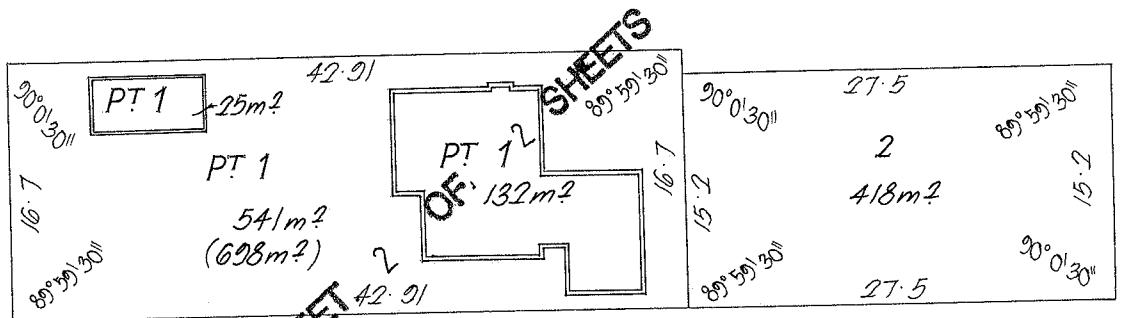 42·91
27·5
90°0'30"
PT 1
25m²
89°59'30"
90°0'30"
89°59'30"
PT 1
PT 1
132m²
16·7
16·7
15·2
2
418m²
15·2
541m²
(698m²)
89°59'30"
42·91
89°59'30"
27·5
90°0'30"
SHEET 2 OF 2 SHEETS